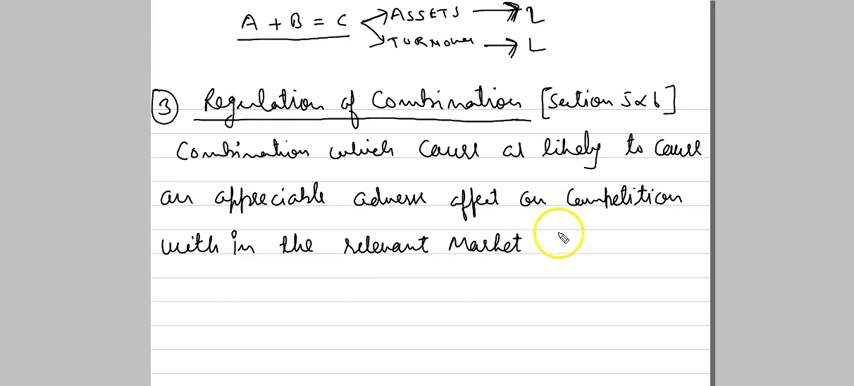 A + B = C ASSETS → L
TURNOVER → L
③ Regulation of Combination [Section 5 & 6]
Combination which cause or likely to cause
an appreciable adverse affect on Competition
with in the relevant Market